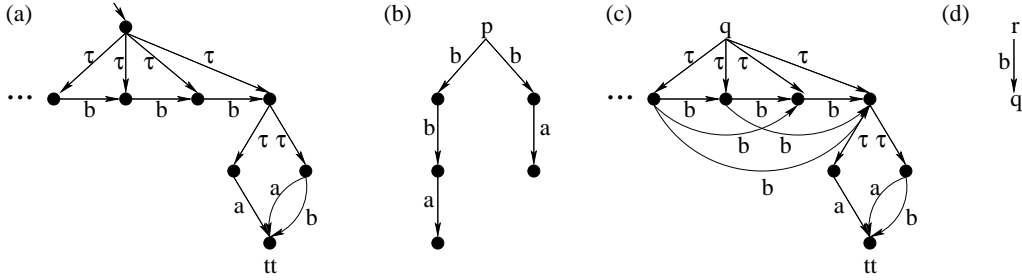 (a) (b) (c) (d)
p q r
τ τ τ τ b b τ τ τ τ b
... b b b b ... b b b q
τ τ b a b b τ τ
b
a a b a a a b
tt tt